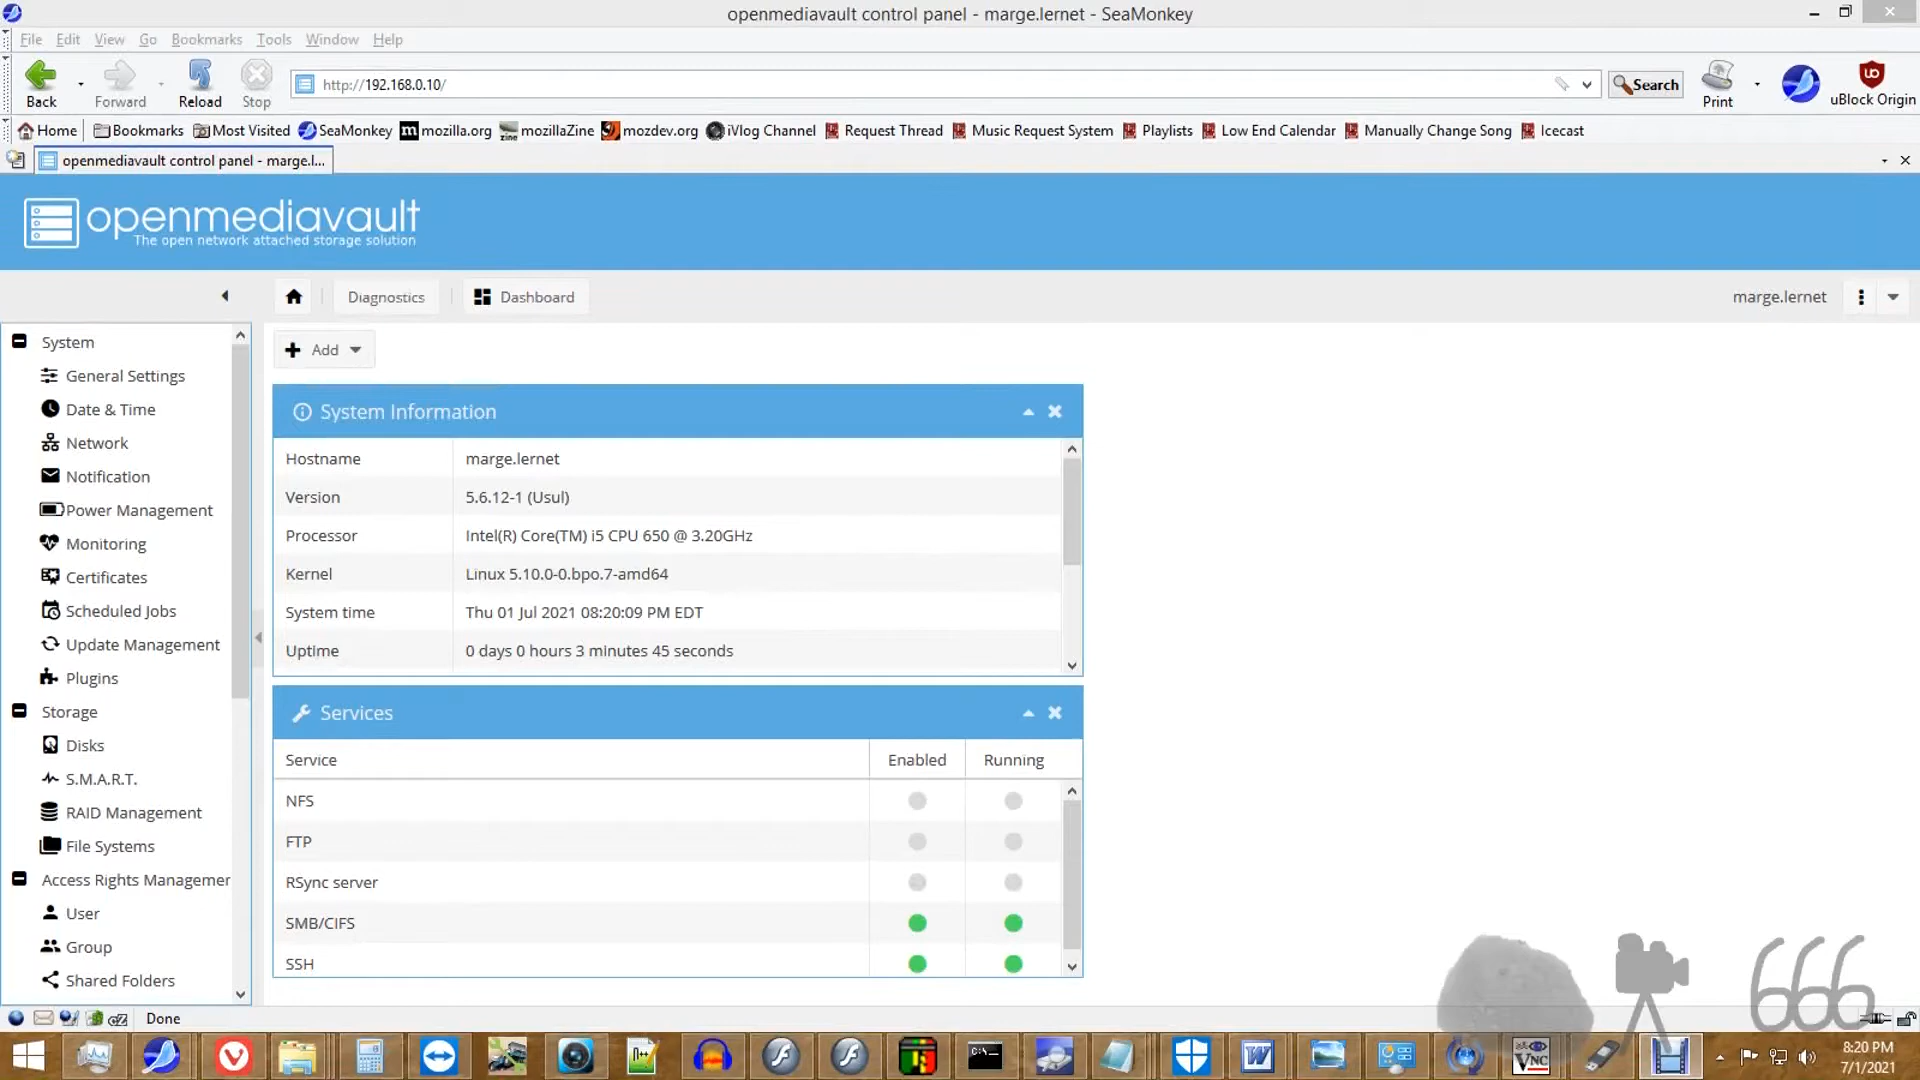 openmediavault control panel - marge.lernet - SeaMonkey
File Edit View Go Bookmarks Tools Window Help
Back Forward Reload Stop http://192.168.0.10/ Search Print uBlock Origin
Home Bookmarks Most Visited SeaMonkey mozilla.org mozillaZine mozdev.org iVlog Channel Request Thread Music Request System Playlists Low End Calendar Manually Change Song Icecast
openmediavault control panel - marge.l...
openmediavault
The open network attached storage solution
Diagnostics Dashboard marge.lernet
System
General Settings
Date & Time
Network
Notification
Power Management
Monitoring
Certificates
Scheduled Jobs
Update Management
Plugins
Storage
Disks
S.M.A.R.T.
RAID Management
File Systems
Access Rights Managemer
User
Group
Shared Folders
Add
System Information
Hostname marge.lernet
Version 5.6.12-1 (Usul)
Processor Intel(R) Core(TM) i5 CPU 650 @ 3.20GHz
Kernel Linux 5.10.0-0.bpo.7-amd64
System time Thu 01 Jul 2021 08:20:09 PM EDT
Uptime 0 days 0 hours 3 minutes 45 seconds
Services
Service Enabled Running
NFS
FTP
RSync server
SMB/CIFS
SSH
666
Done
8:20 PM
7/1/2021